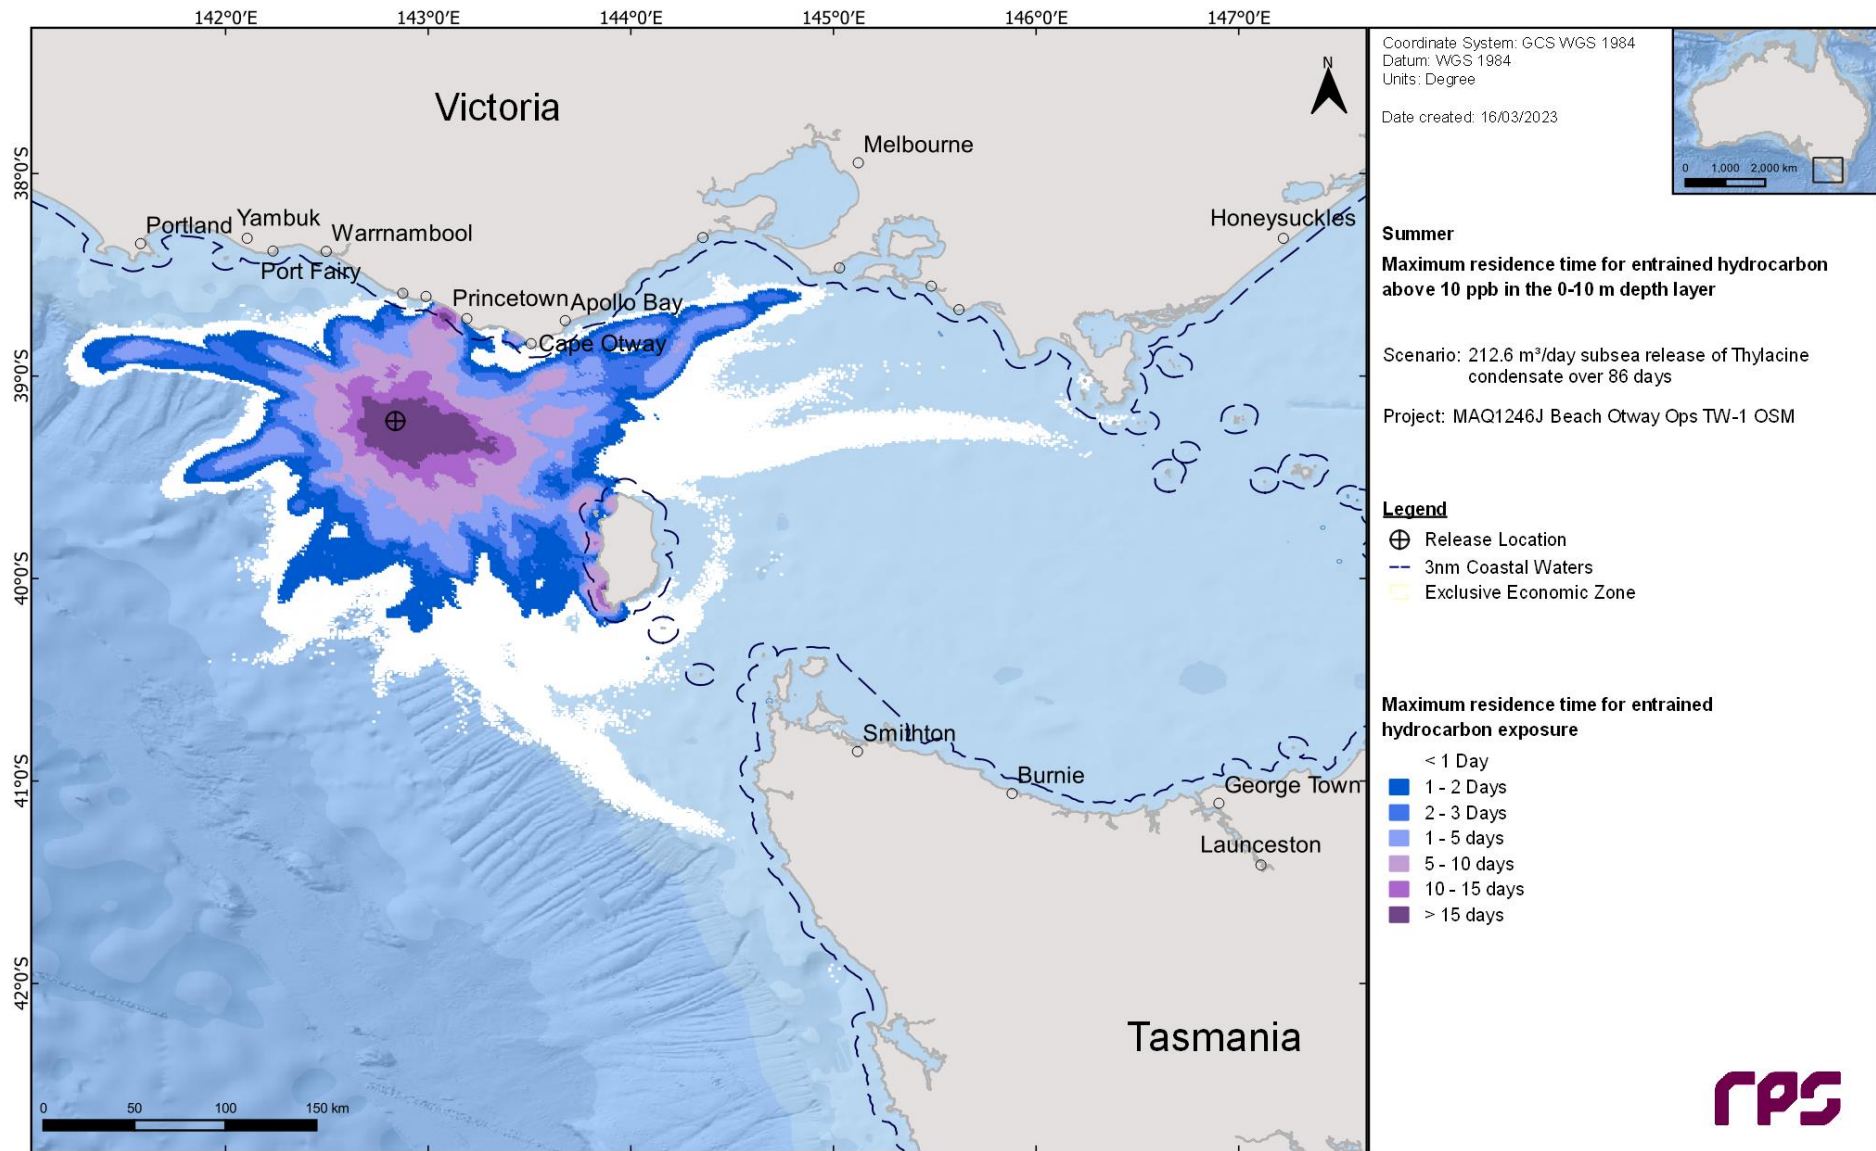 142°0'E 143°0'E 144°0'E 145°0'E 146°0'E 147°0'E
38°0'S
39°0'S
40°0'S
41°0'S
42°0'S
N
Victoria
Melbourne
Portland
Yambuk
Warrnambool
Port Fairy
Princetown
Apollo Bay
Cape Otway
Honeysuckles
Smithton
Burnie
George Town
Launceston
Tasmania
0 50 100 150 km
Coordinate System: GCS WGS 1984
Datum: WGS 1984
Units: Degree
Date created: 16/03/2023
0 1,000 2,000 km
Summer
Maximum residence time for entrained hydrocarbon
above 10 ppb in the 0-10 m depth layer
Scenario: 212.6 m³/day subsea release of Thylacine
condensate over 86 days
Project: MAQ1246J Beach Otway Ops TW-1 OSM
Legend
Release Location
3nm Coastal Waters
Exclusive Economic Zone
Maximum residence time for entrained
hydrocarbon exposure
< 1 Day
1 - 2 Days
2 - 3 Days
1 - 5 days
5 - 10 days
10 - 15 days
> 15 days
rps